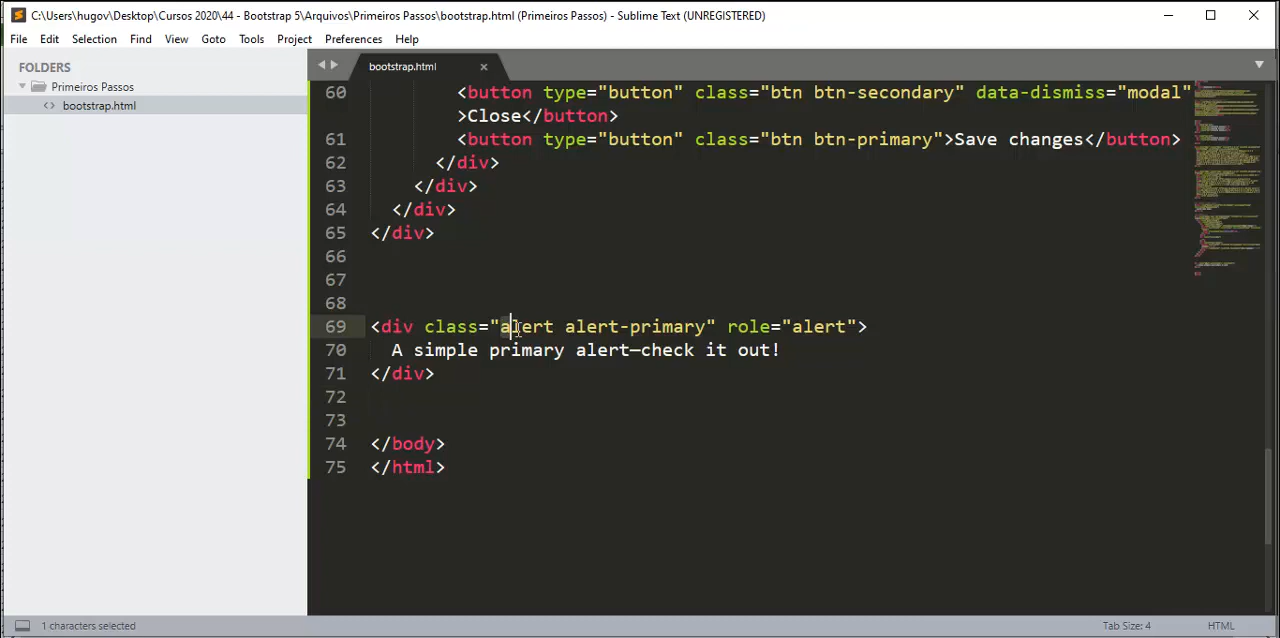 C:\Users\hugov\Desktop\Cursos 2020\44 - Bootstrap 5\Arquivos\Primeiros Passos\bootstrap.html (Primeiros Passos) - Sublime Text (UNREGISTERED)
File Edit Selection Find View Goto Tools Project Preferences Help
FOLDERS
Primeiros Passos
<> bootstrap.html
bootstrap.html ×
60 <button type="button" class="btn btn-secondary" data-dismiss="modal"
>Close</button>
61 <button type="button" class="btn btn-primary">Save changes</button>
62 </div>
63 </div>
64 </div>
65 </div>
66
67
68
69 <div class="alert alert-primary" role="alert">
70 A simple primary alert—check it out!
71 </div>
72
73
74 </body>
75 </html>
1 characters selected
Tab Size: 4
HTML